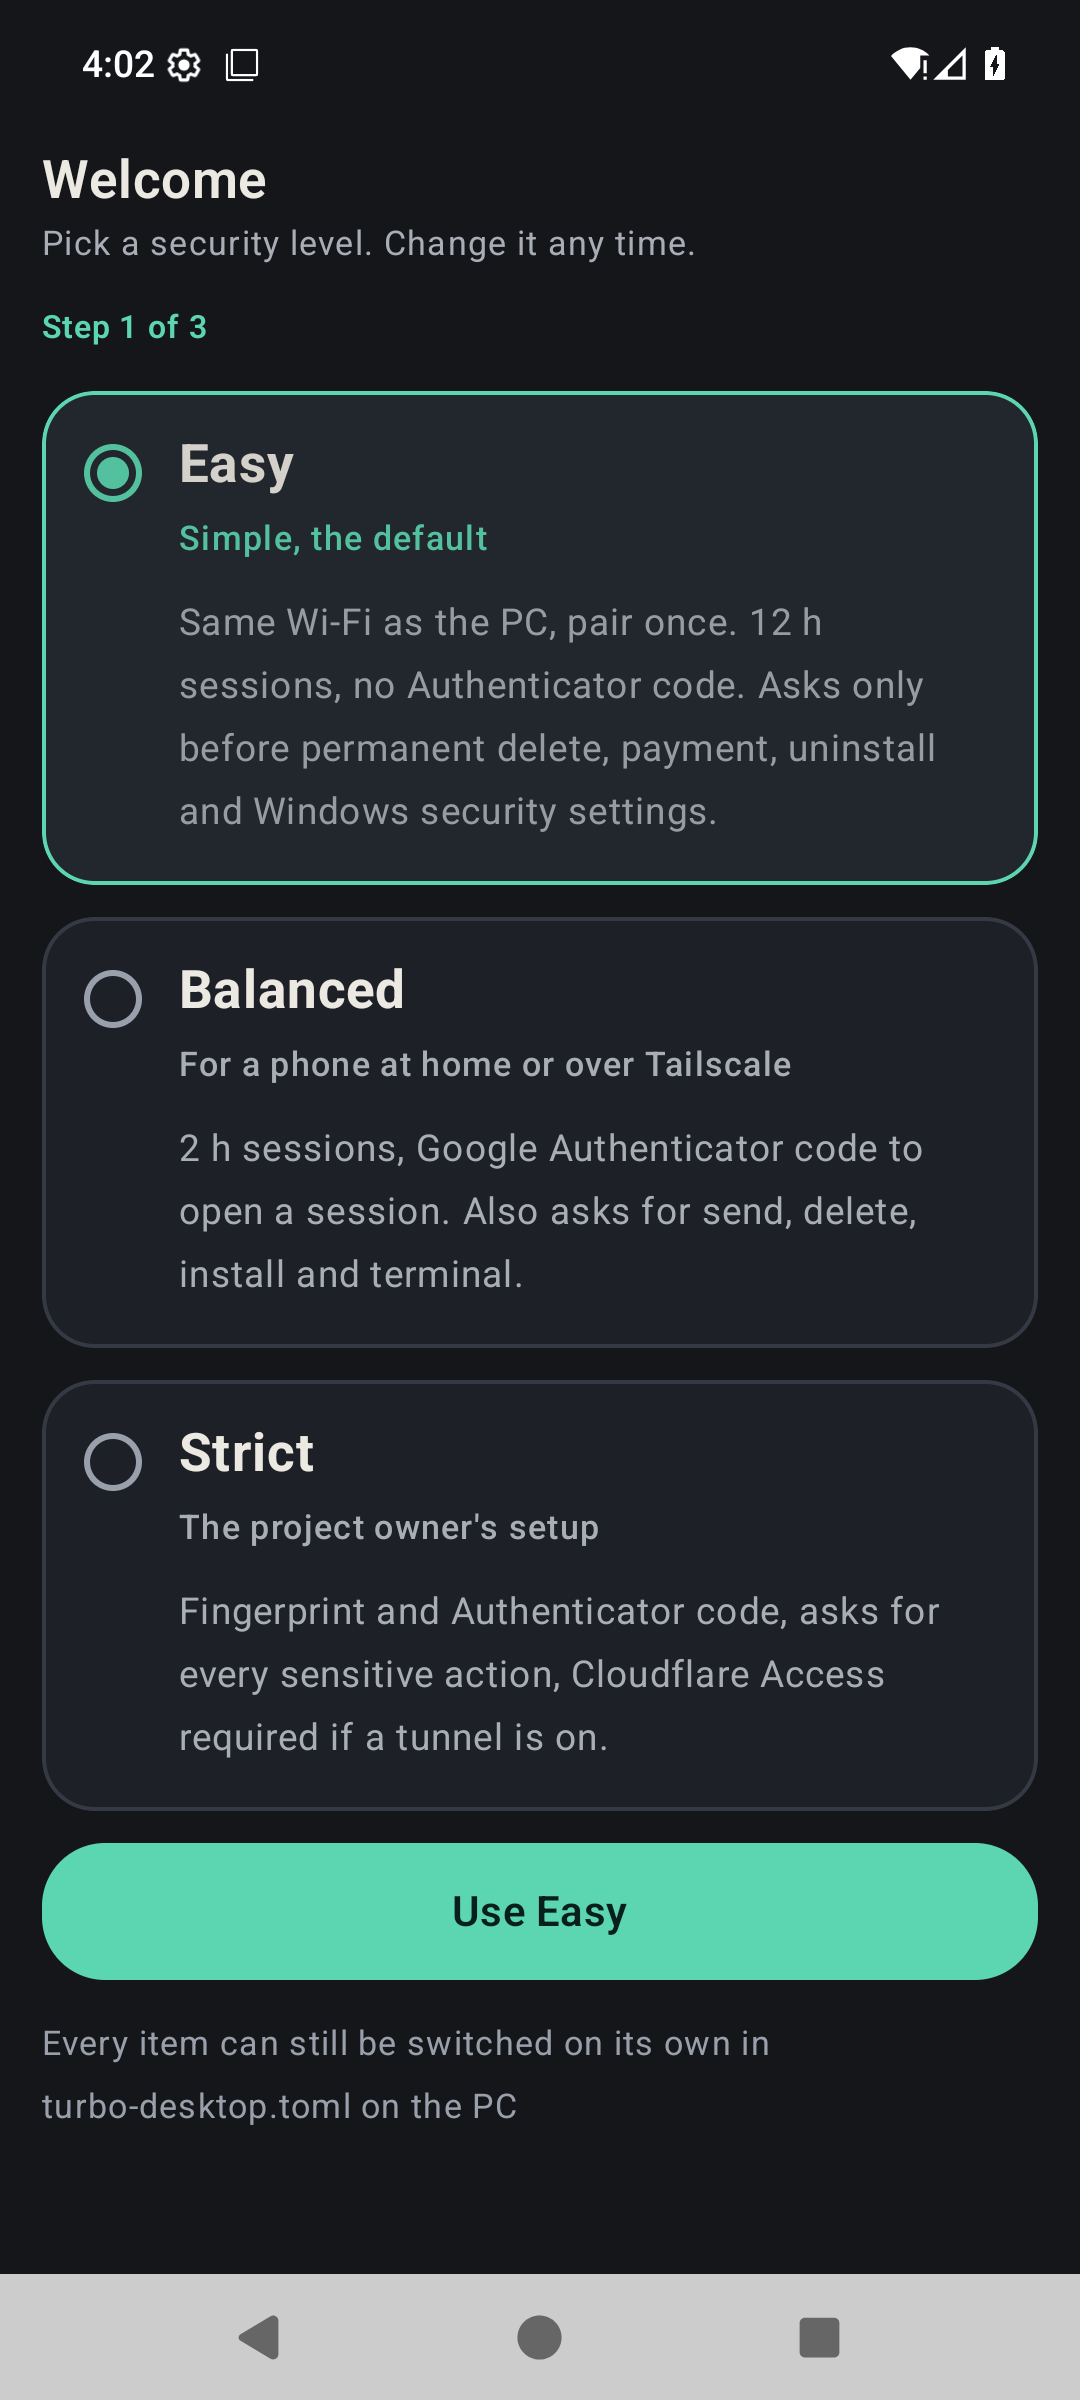 4:02
Welcome
Pick a security level. Change it any time.
Step 1 of 3
Easy
Simple, the default
Same Wi-Fi as the PC, pair once. 12 h
sessions, no Authenticator code. Asks only
before permanent delete, payment, uninstall
and Windows security settings.
Balanced
For a phone at home or over Tailscale
2 h sessions, Google Authenticator code to
open a session. Also asks for send, delete,
install and terminal.
Strict
The project owner's setup
Fingerprint and Authenticator code, asks for
every sensitive action, Cloudflare Access
required if a tunnel is on.
Use Easy
Every item can still be switched on its own in
turbo-desktop.toml on the PC